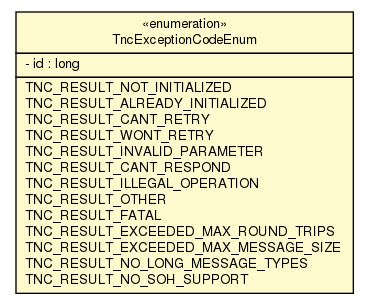 «enumeration»
TncExceptionCodeEnum
- id : long
TNC_RESULT_NOT_INITIALIZED
TNC_RESULT_ALREADY_INITIALIZED
TNC_RESULT_CANT_RETRY
TNC_RESULT_WONT_RETRY
TNC_RESULT_INVALID_PARAMETER
TNC_RESULT_CANT_RESPOND
TNC_RESULT_ILLEGAL_OPERATION
TNC_RESULT_OTHER
TNC_RESULT_FATAL
TNC_RESULT_EXCEEDED_MAX_ROUND_TRIPS
TNC_RESULT_EXCEEDED_MAX_MESSAGE_SIZE
TNC_RESULT_NO_LONG_MESSAGE_TYPES
TNC_RESULT_NO_SOH_SUPPORT